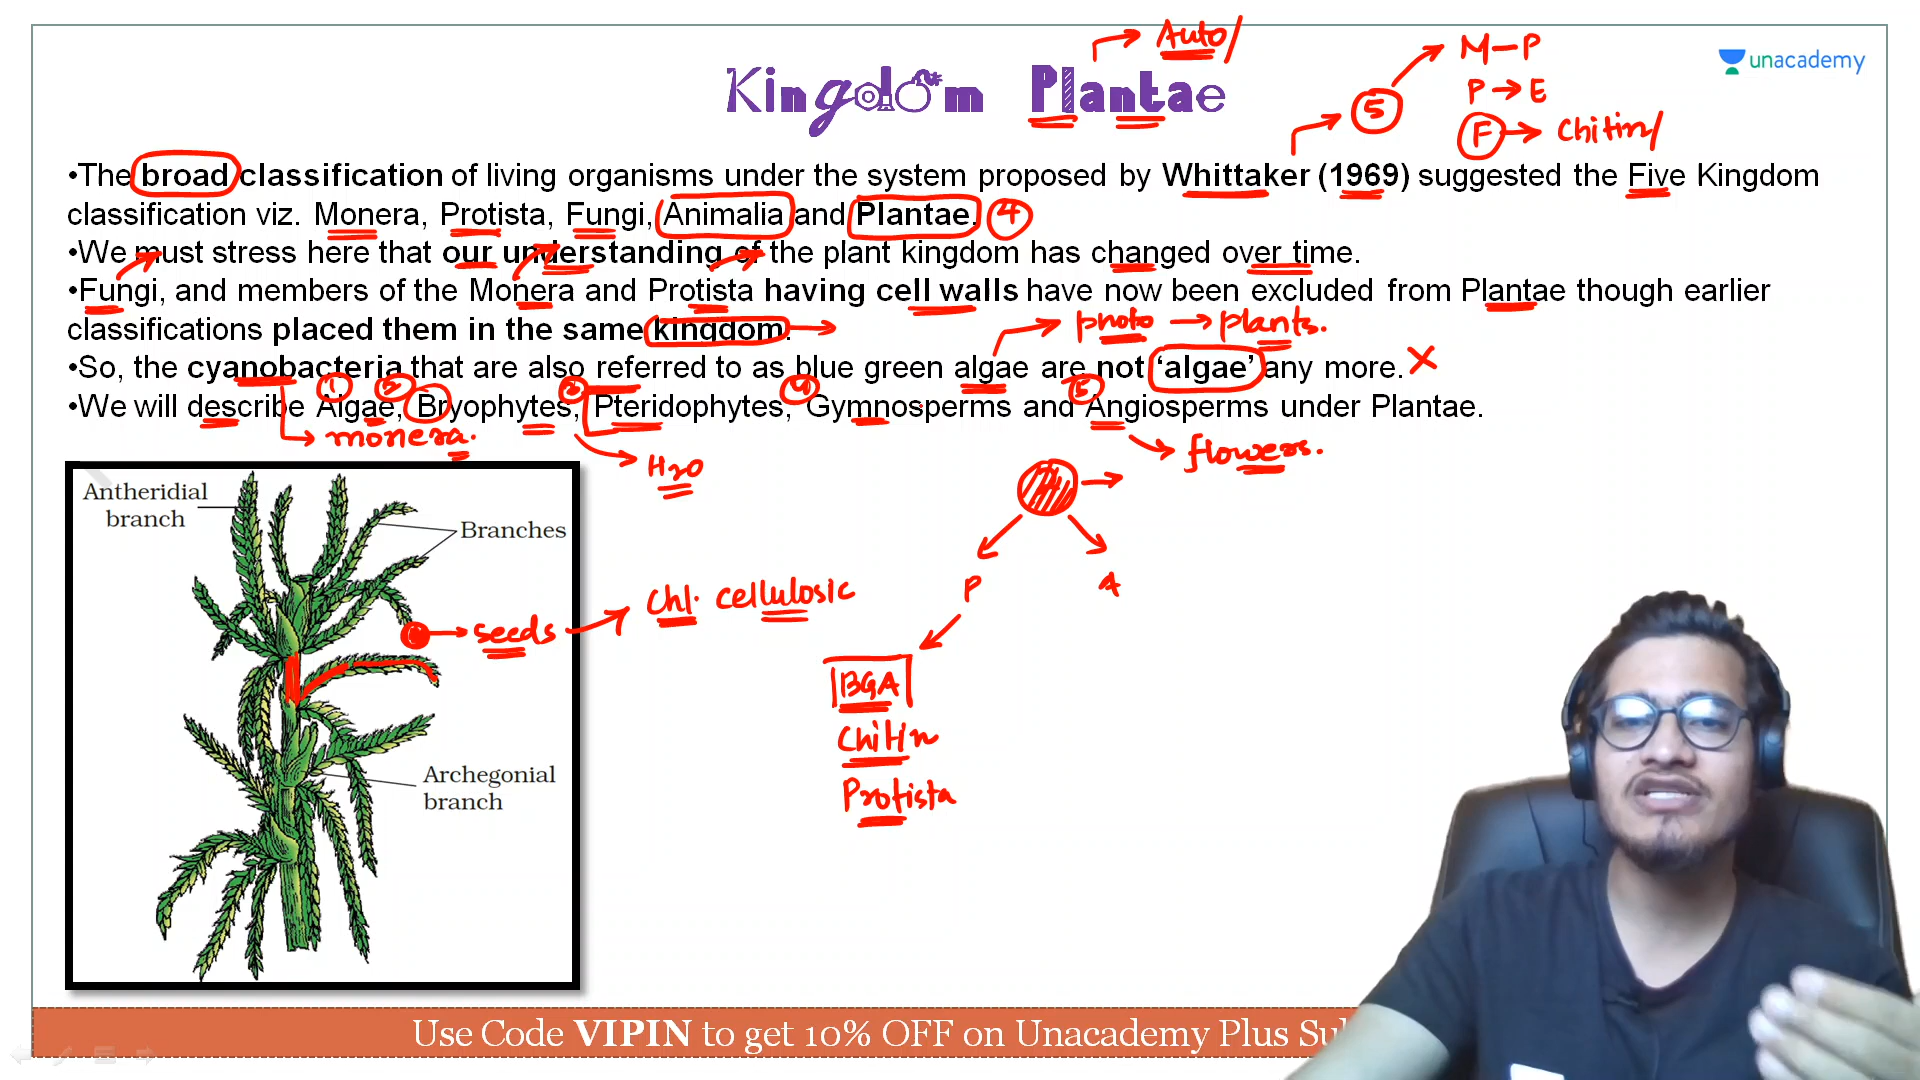 Auto/
M-P
Kingdom Plantae
unacademy
5
P → E
F → Chitin/
•The broad classification of living organisms under the system proposed by Whittaker (1969) suggested the Five Kingdom
classification viz. Monera, Protista, Fungi, Animalia and Plantae. 4
•We must stress here that our understanding of the plant kingdom has changed over time.
•Fungi, and members of the Monera and Protista having cell walls have now been excluded from Plantae though earlier
classifications placed them in the same kingdom.
photo → plants.
•So, the cyanobacteria that are also referred to as blue green algae are not ‘algae’ any more. X
1 2 3 4 5
•We will describe Algae, Bryophytes, Pteridophytes, Gymnosperms and Angiosperms under Plantae.
monera.
flowers.
H2O
Antheridial
branch
Branches
P A
Chl. cellulosic
seeds
BGA
Chitin
Protista
Archegonial
branch
Use Code VIPIN to get 10% OFF on Unacademy Plus Su